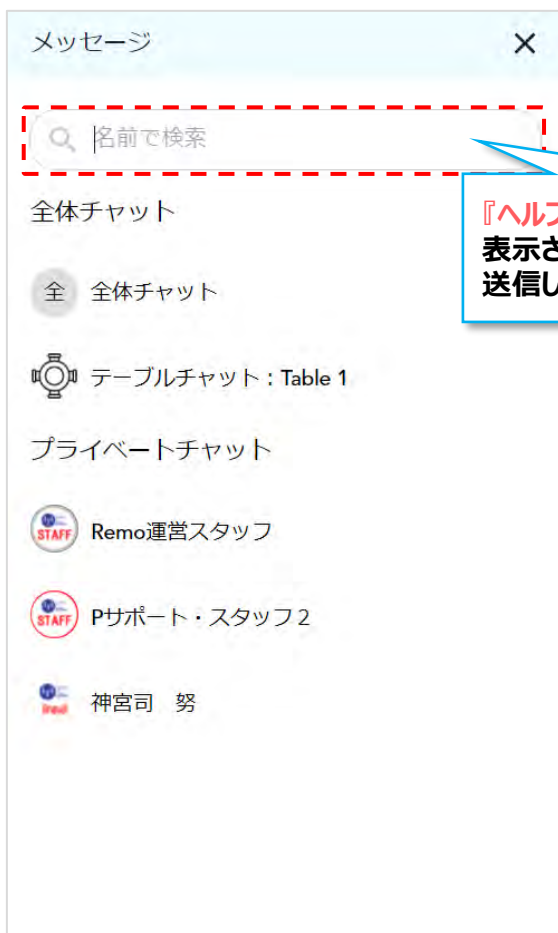 メッセージ
名前で検索
『ヘルプ
表示さ
送信し
全体チャット
全 全体チャット
テーブルチャット：Table 1
プライベートチャット
STAFF Remo運営スタッフ
STAFF Pサポート・スタッフ２
神宮司　努